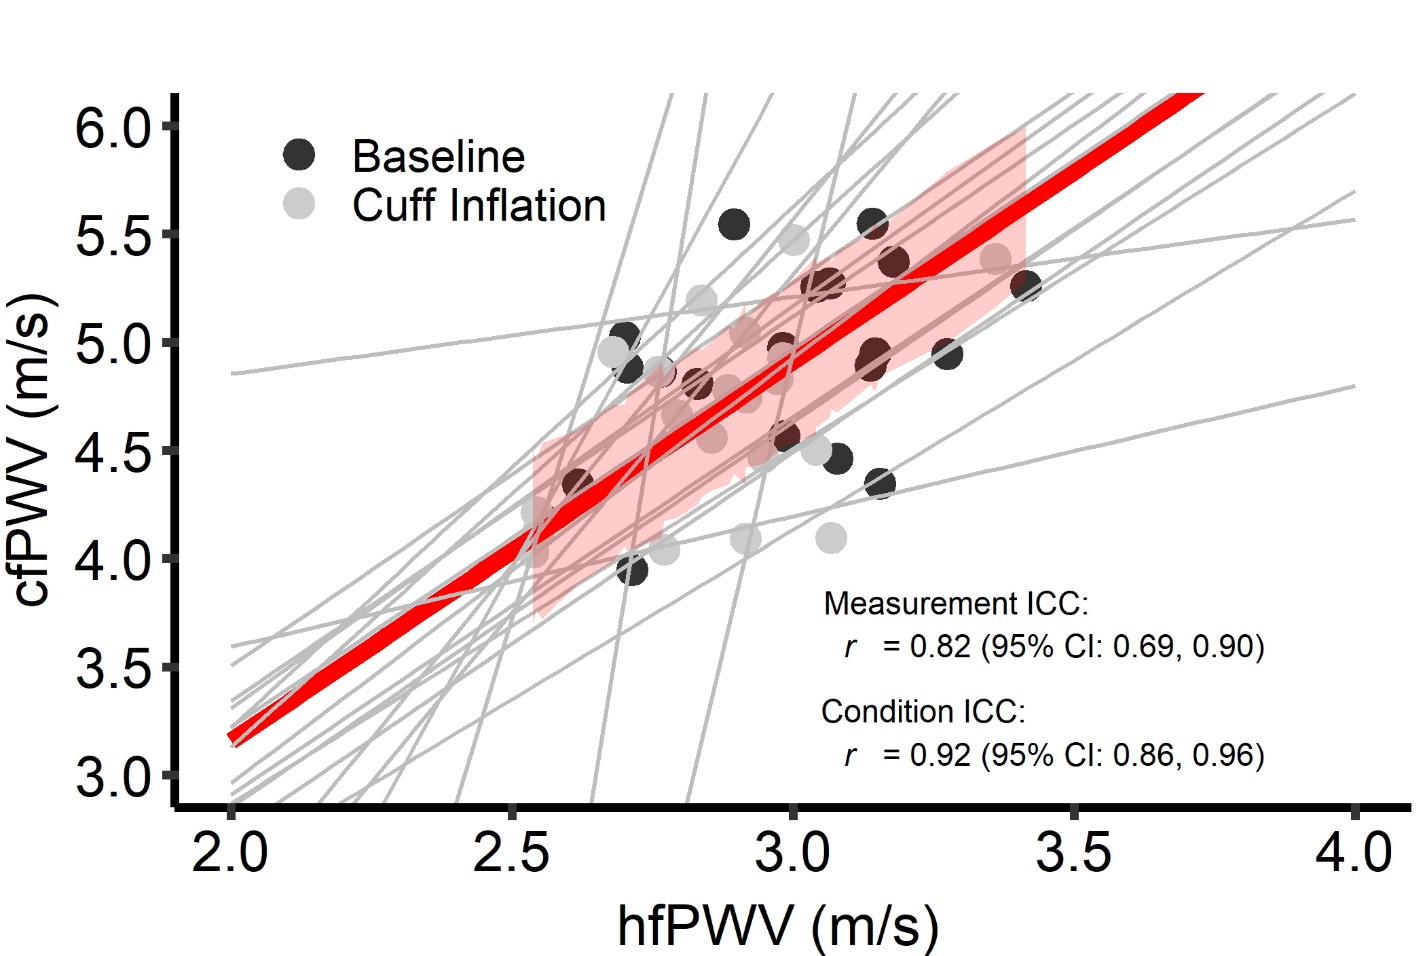 6.0
5.5
5.0
4.5
4.0
3.5
3.0
cfPWV (m/s)
Baseline
Cuff Inflation
Measurement ICC:
r = 0.82 (95% CI: 0.69, 0.90)
Condition ICC:
r = 0.92 (95% CI: 0.86, 0.96)
2.0 2.5 3.0 3.5 4.0
hfPWV (m/s)